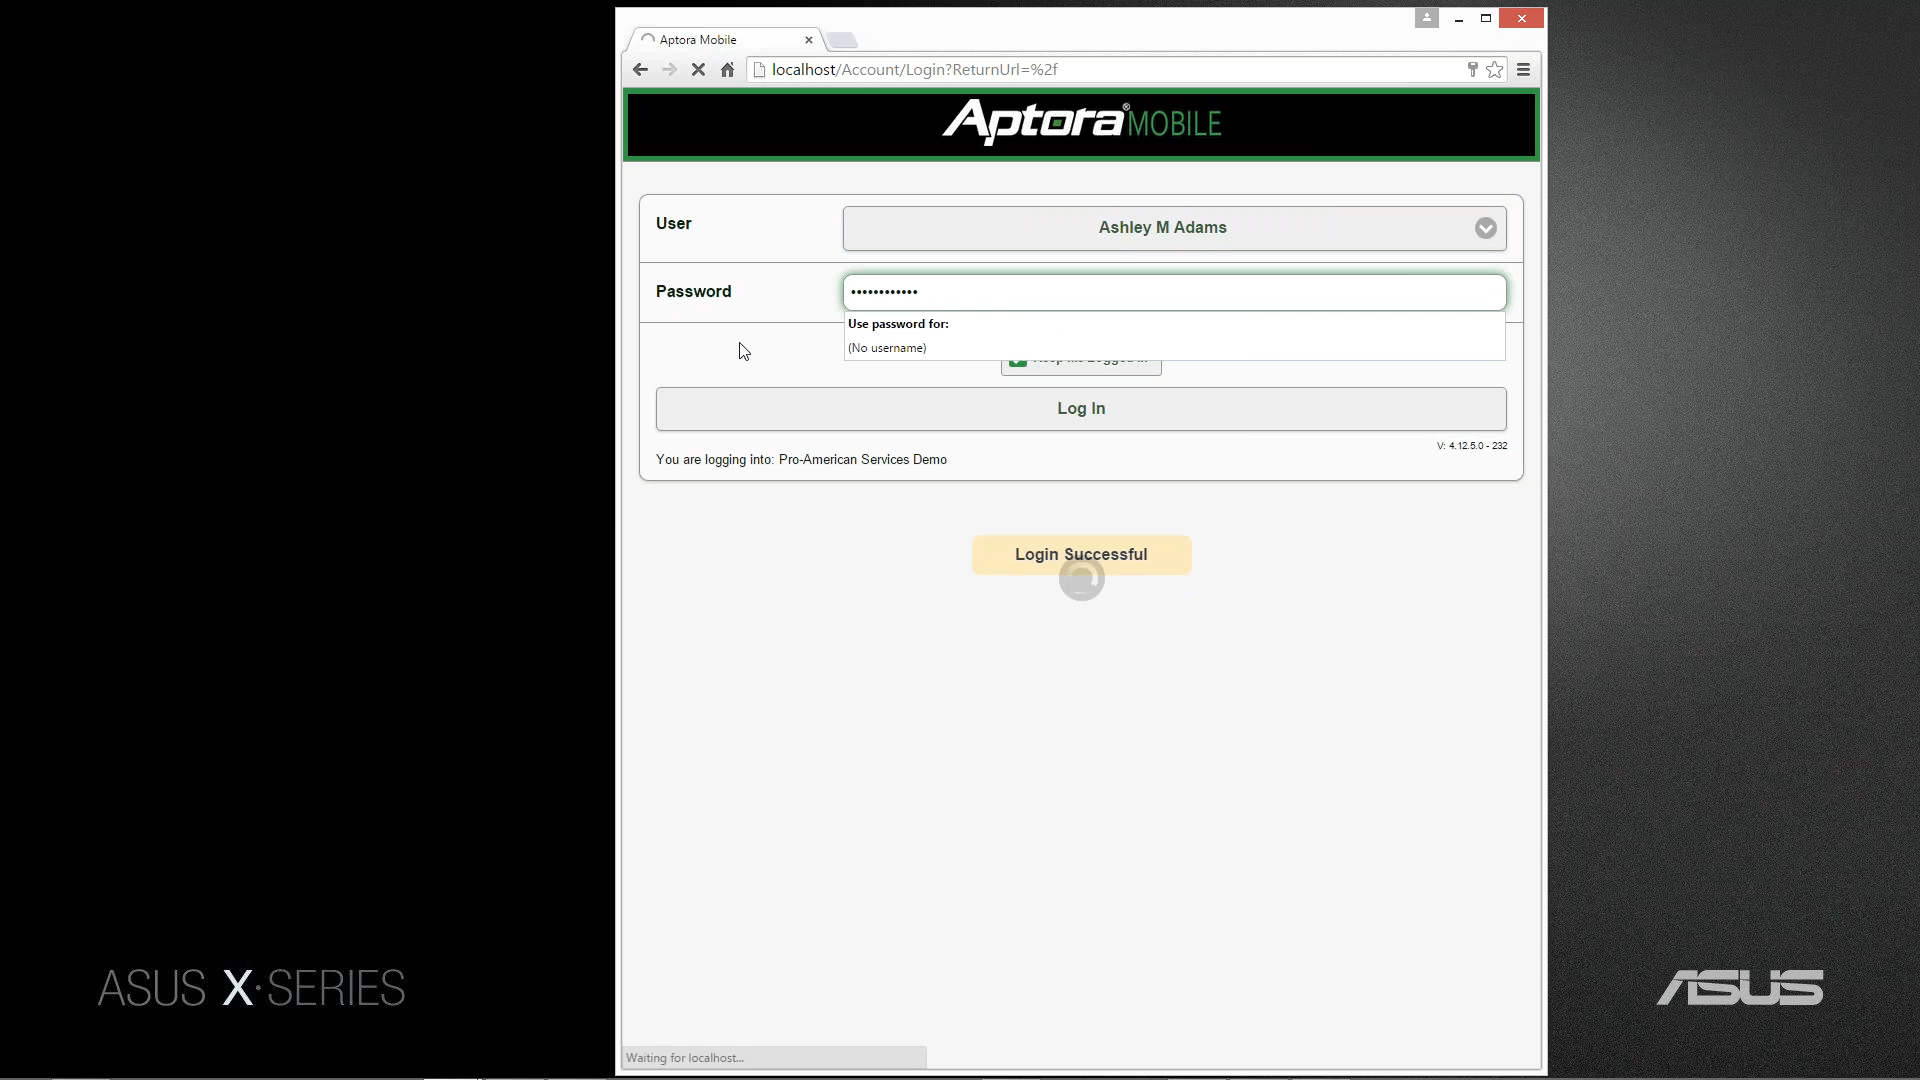 Aptora Mobile
localhost/Account/Login?ReturnUrl=%2f
Aptora® MOBILE
User
Ashley M Adams
Password
••••••••••••
Use password for:
(No username)
Log In
V: 4.12.5.0 - 232
You are logging into: Pro-American Services Demo
Login Successful
ASUS X·SERIES
ASUS
Waiting for localhost...